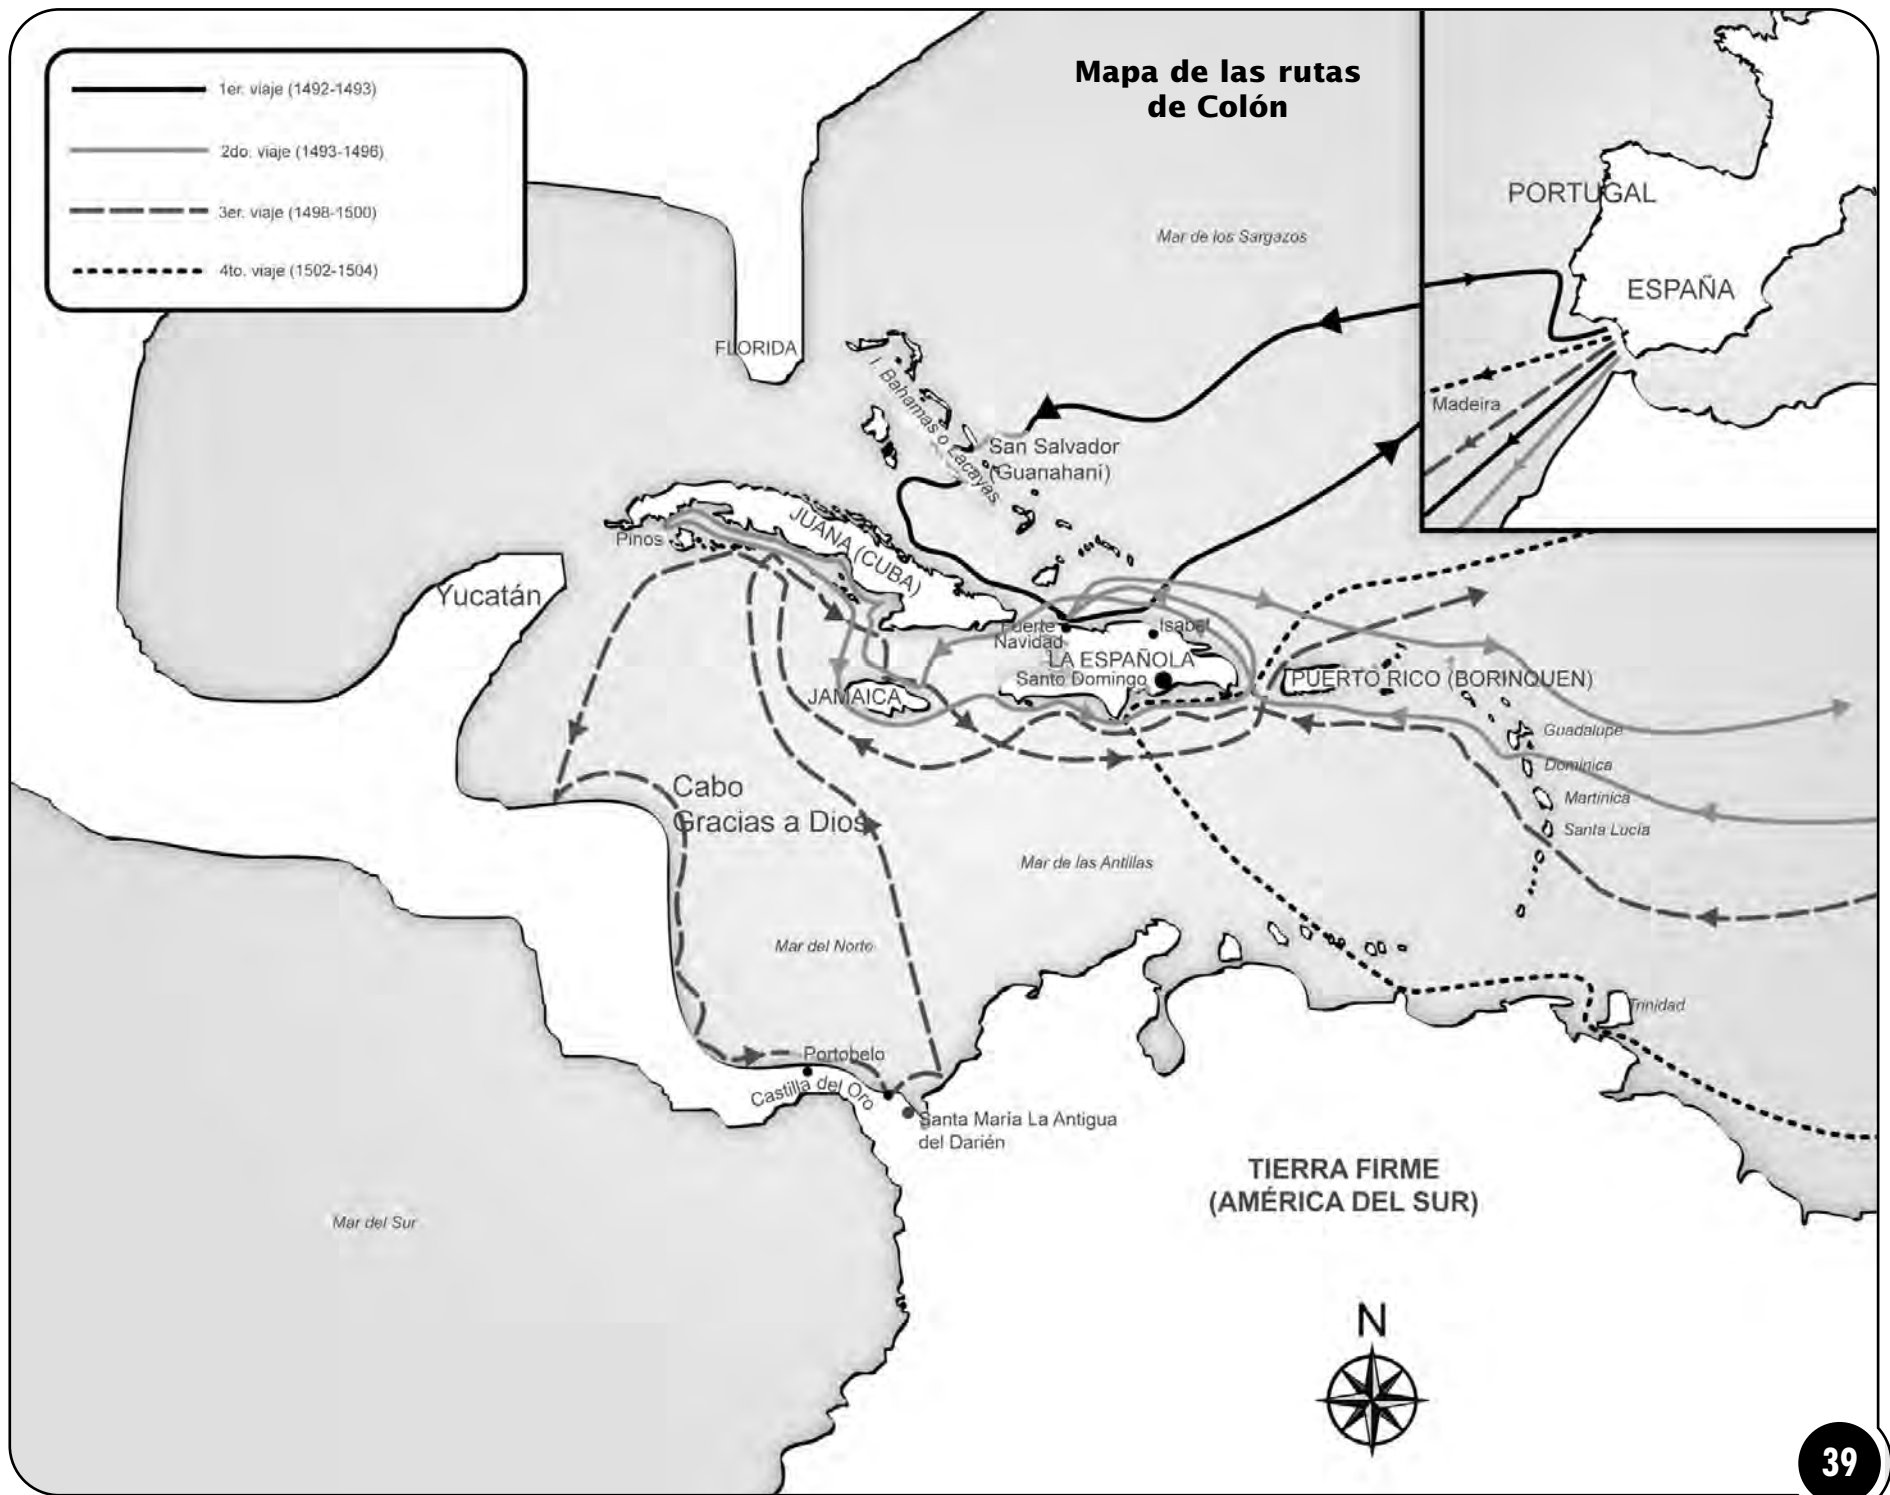 Mapa de las rutas
de Colón
1er. viaje (1492-1493)
2do. viaje (1493-1496)
3er. viaje (1498-1500)
4to. viaje (1502-1504)
PORTUGAL
ESPAÑA
Madeira
Mar de los Sargazos
FLORIDA
I. Bahamas o Lacayas
San Salvador
(Guanahaní)
JUANA (CUBA)
Pinos
Yucatán
Fuerte
Navidad
Isabel
LA ESPAÑOLA
Santo Domingo
JAMAICA
PUERTO RICO (BORINQUEN)
Guadalupe
Dominica
Martinica
Santa Lucía
Cabo
Gracias a Dios
Mar de las Antillas
Mar del Norte
Trinidad
Portobelo
Castilla del Oro
Santa María La Antigua
del Darién
TIERRA FIRME
(AMÉRICA DEL SUR)
Mar del Sur
N
39